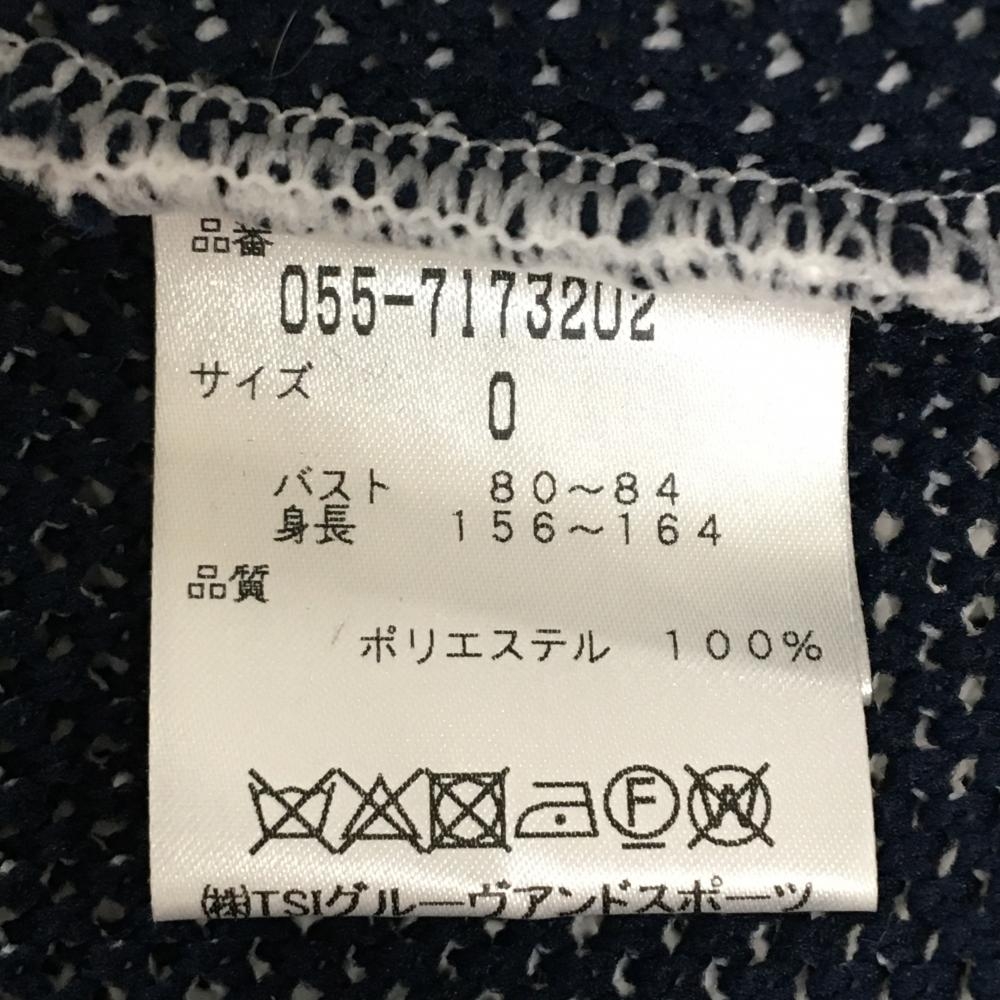 品番
055-7173202
サイズ 0
バスト 80~84
身長 156~164
品質
ポリエステル 100%
F W
(株)TSIグルーヴアンドスポーツ